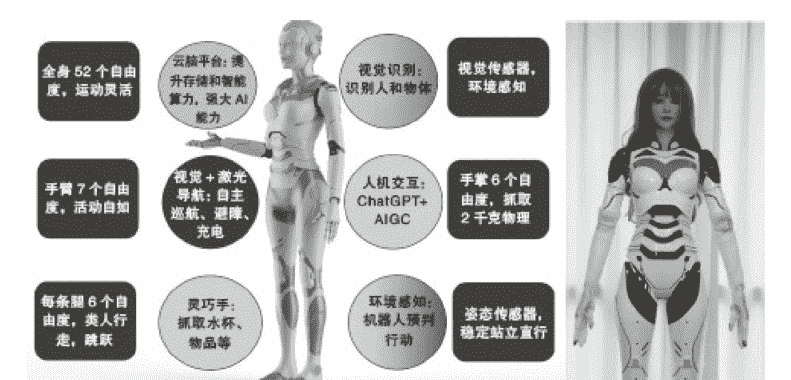 全身 52 个自由
度，运动灵活
云脑平台：提
升存储和智能
算力，强大 AI
能力
视觉识别：
识别人和物体
视觉传感器，
环境感知
手臂 7 个自由
度，活动自如
视觉 + 激光
导航：自主
巡航、避障、
充电
人机交互：
ChatGPT+
AIGC
手掌 6 个自
由度，抓取
2 千克物理
每条腿 6 个自
由度，类人行
走，跳跃
灵巧手：
抓取水杯、
物品等
环境感知：
机器人预判
行动
姿态传感器，
稳定站立直行